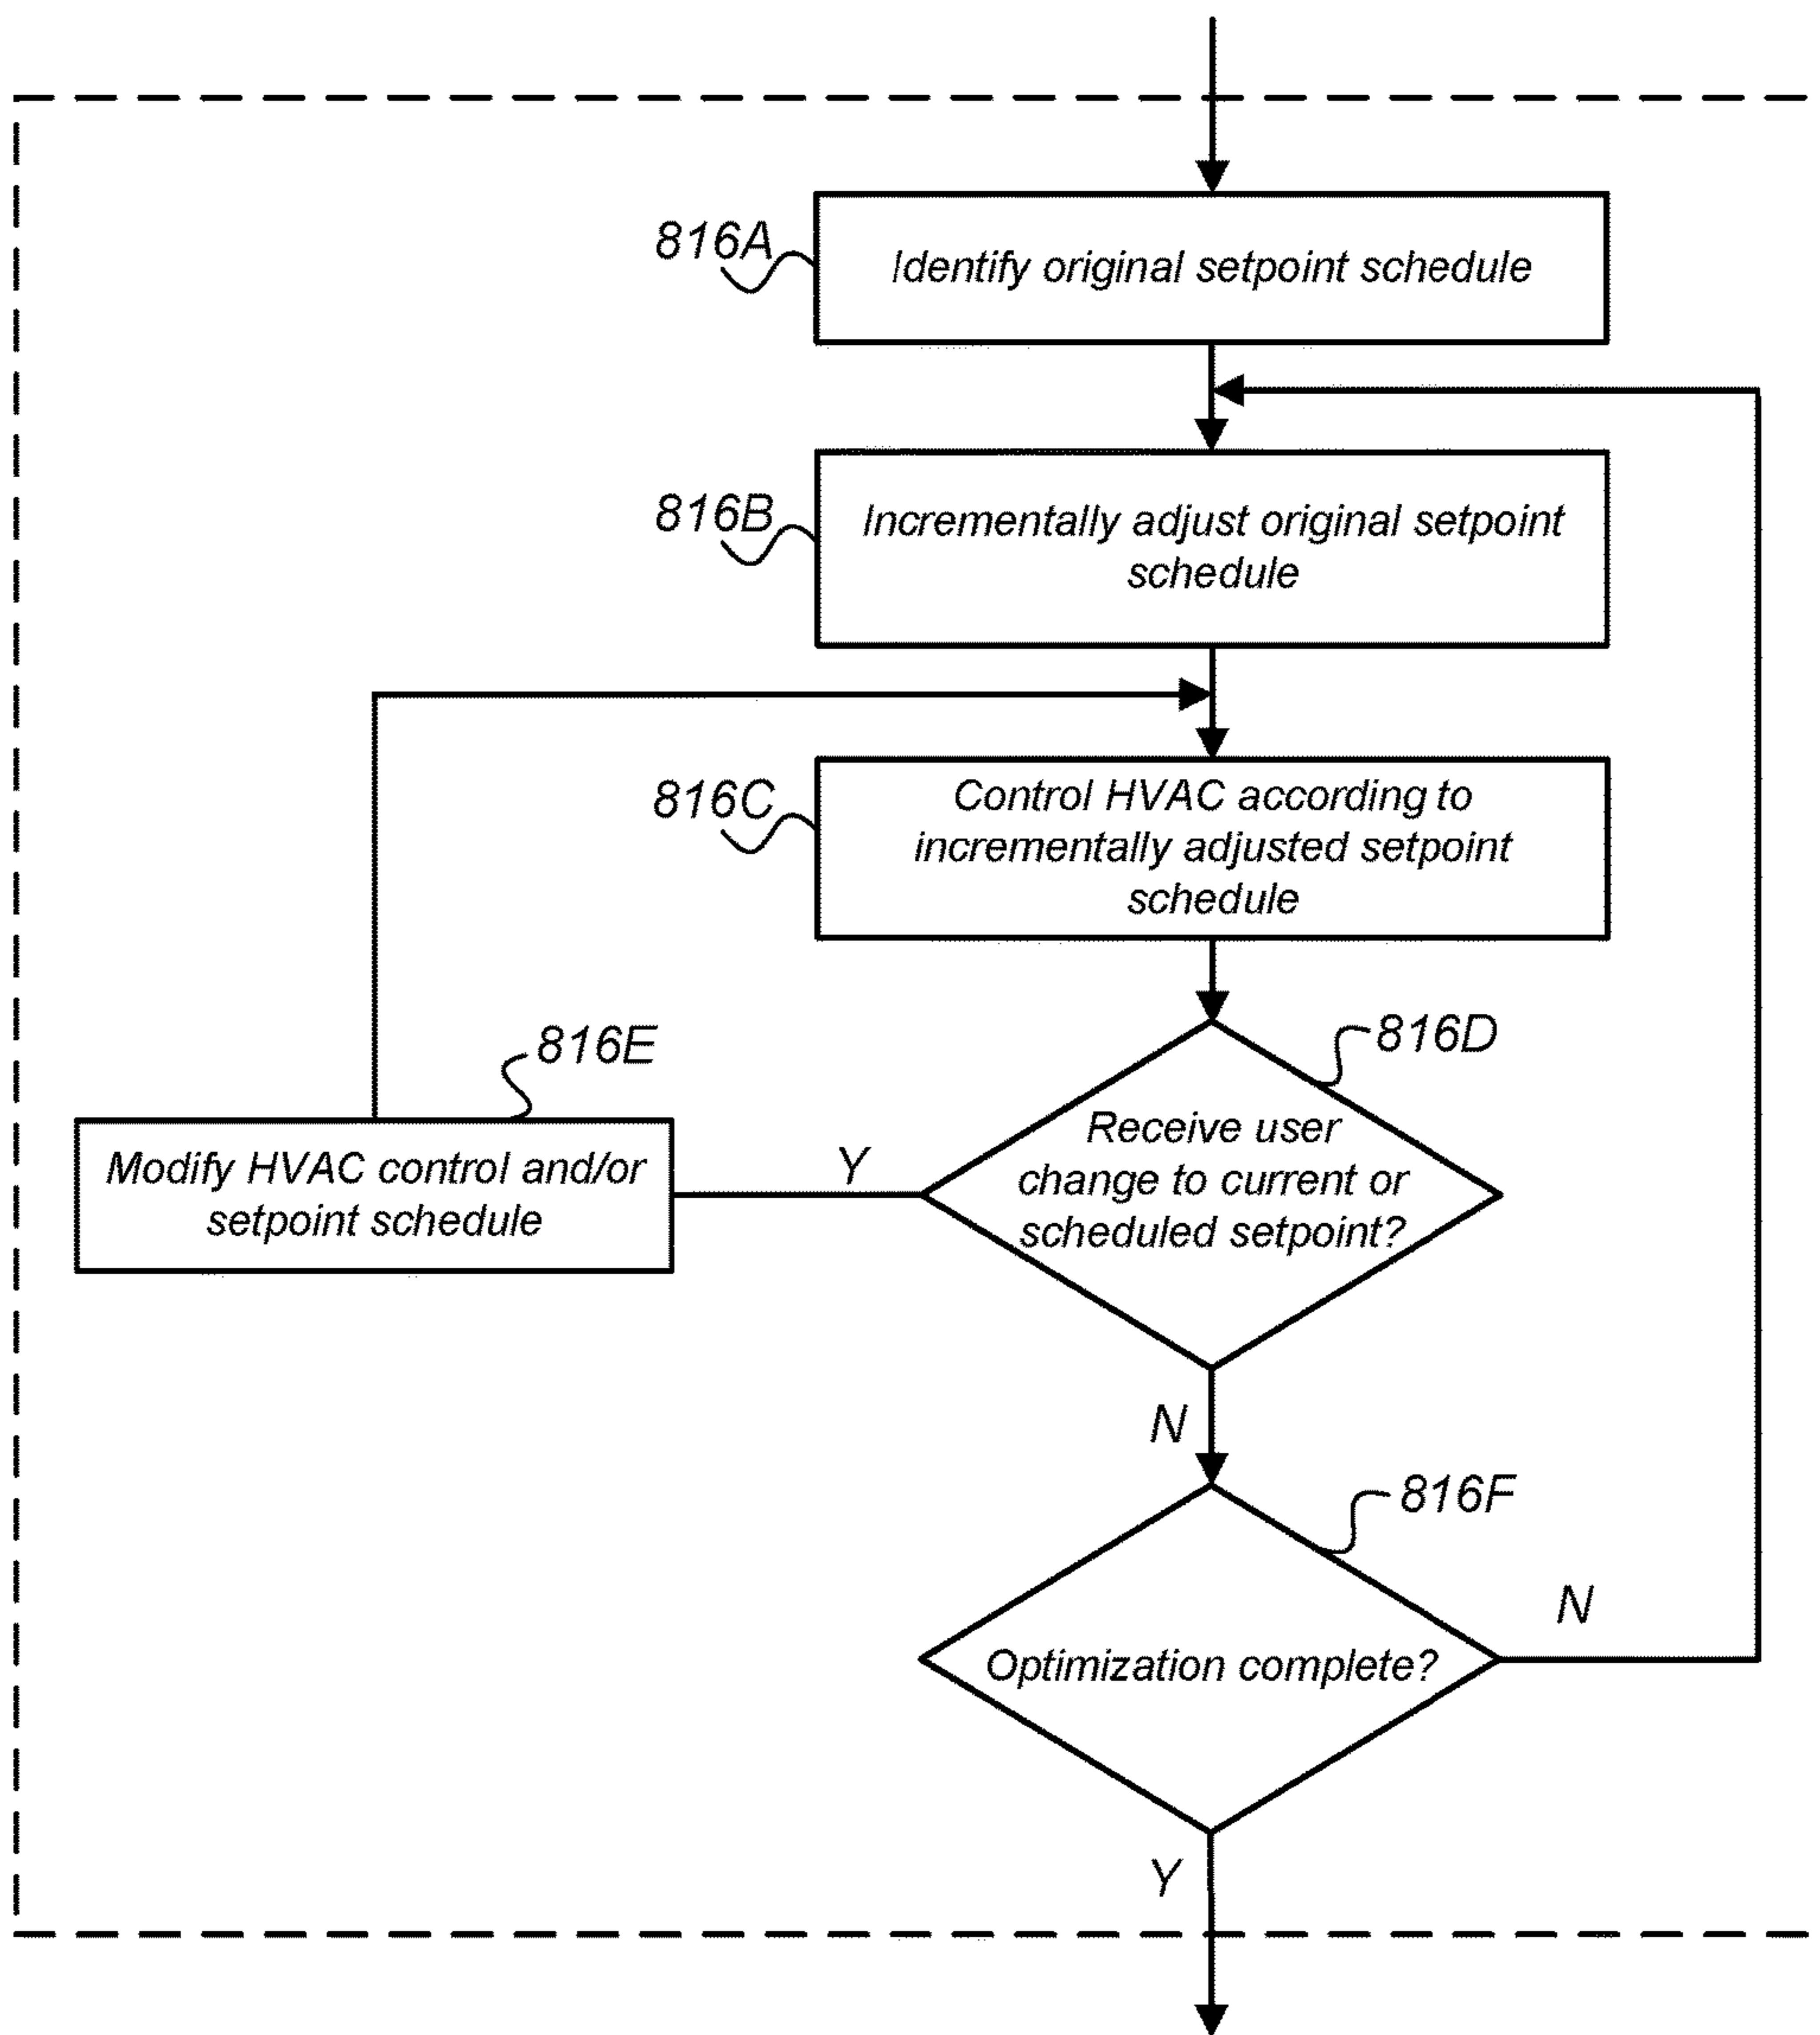 816A
Identify original setpoint schedule
816B
Incrementally adjust original setpoint
schedule
816C
Control HVAC according to
incrementally adjusted setpoint
schedule
816D
Receive user
change to current or
scheduled setpoint?
816E
Y
Modify HVAC control and/or
setpoint schedule
N
816F
Optimization complete?
N
Y